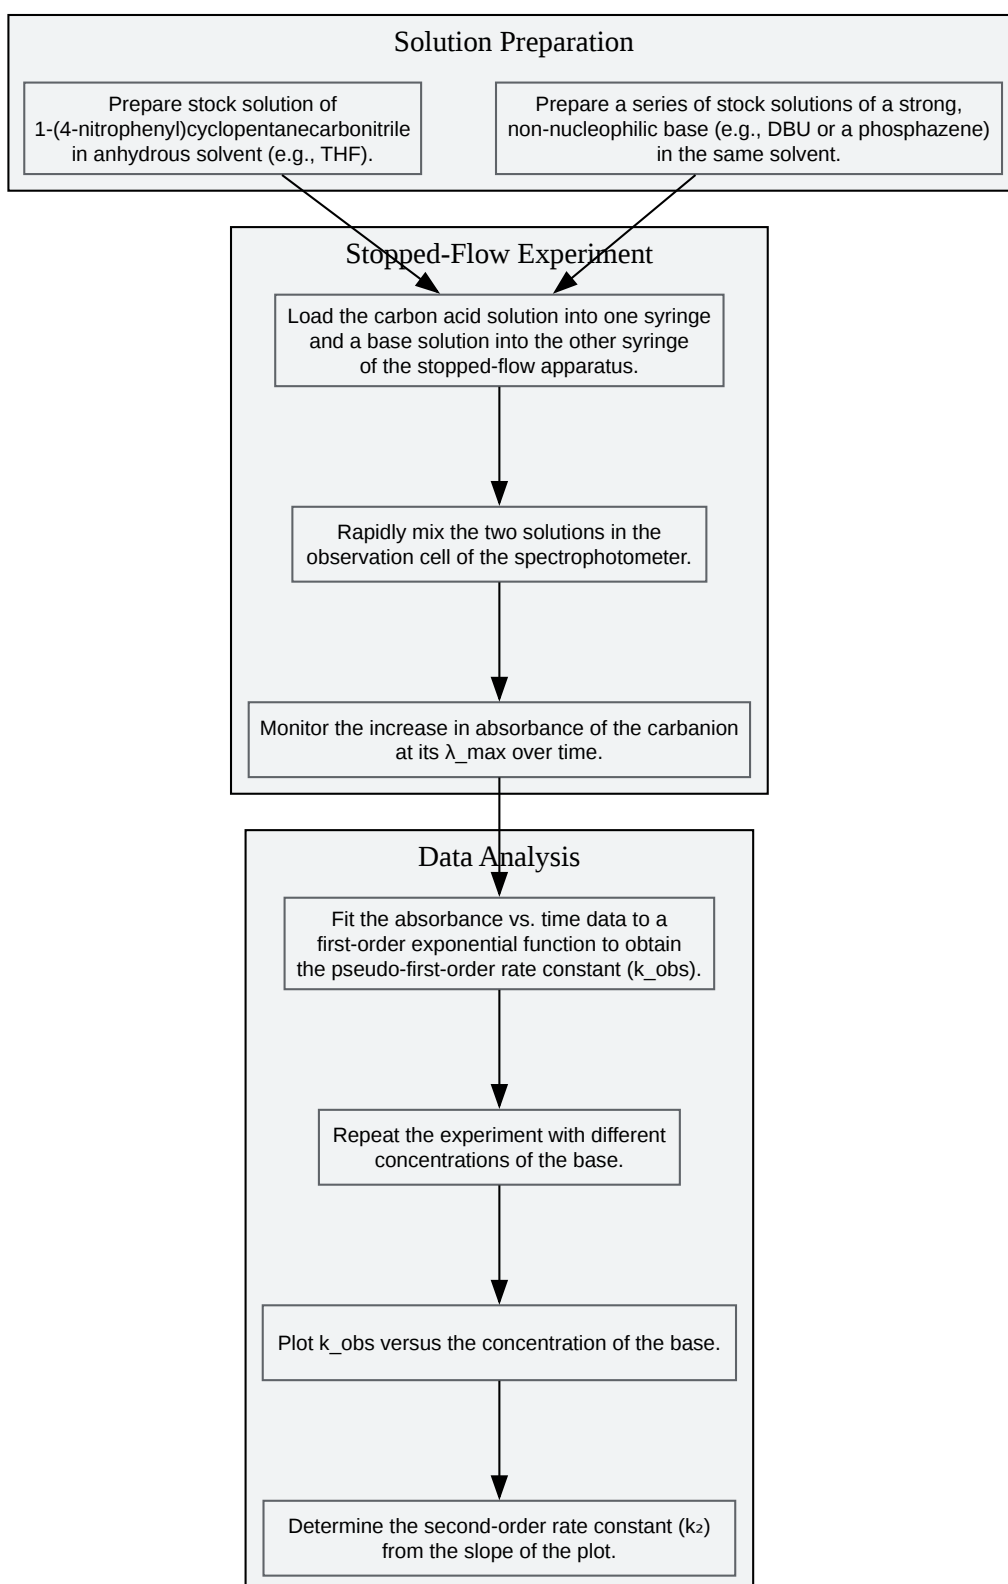 Solution Preparation
Prepare stock solution of
1-(4-nitrophenyl)cyclopentanecarbonitrile
in anhydrous solvent (e.g., THF).
Prepare a series of stock solutions of a strong,
non-nucleophilic base (e.g., DBU or a phosphazene)
in the same solvent.
Stopped-Flow Experiment
Load the carbon acid solution into one syringe
and a base solution into the other syringe
of the stopped-flow apparatus.
Rapidly mix the two solutions in the
observation cell of the spectrophotometer.
Monitor the increase in absorbance of the carbanion
at its λ_max over time.
Data Analysis
Fit the absorbance vs. time data to a
first-order exponential function to obtain
the pseudo-first-order rate constant (k_obs).
Repeat the experiment with different
concentrations of the base.
Plot k_obs versus the concentration of the base.
Determine the second-order rate constant (k₂)
from the slope of the plot.